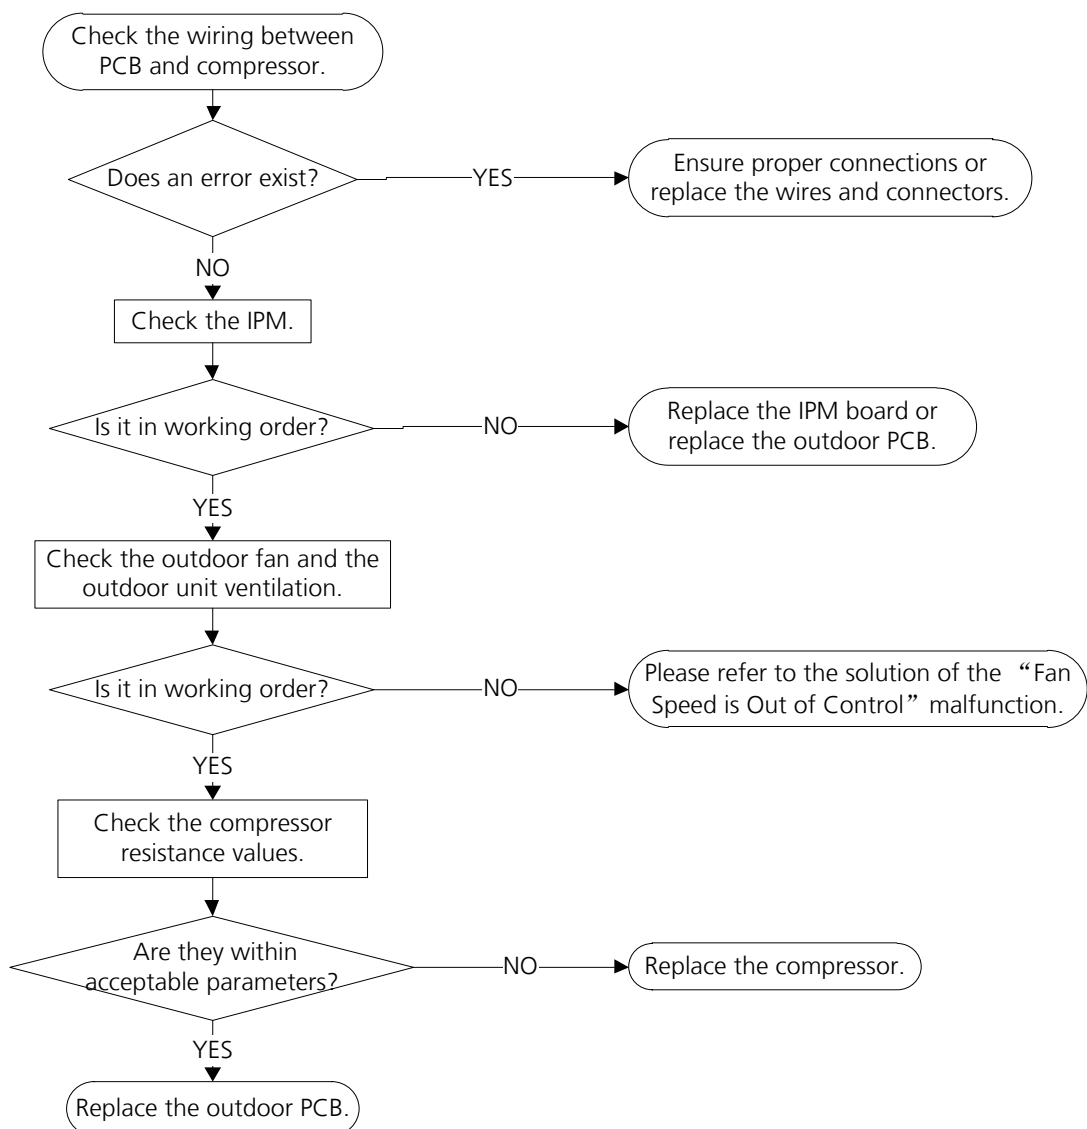 Check the wiring between
PCB and compressor.
Does an error exist?
YES
Ensure proper connections or
replace the wires and connectors.
NO
Check the IPM.
Is it in working order?
NO
Replace the IPM board or
replace the outdoor PCB.
YES
Check the outdoor fan and the
outdoor unit ventilation.
Is it in working order?
NO
Please refer to the solution of the “Fan
Speed is Out of Control” malfunction.
YES
Check the compressor
resistance values.
Are they within
acceptable parameters?
NO
Replace the compressor.
YES
Replace the outdoor PCB.